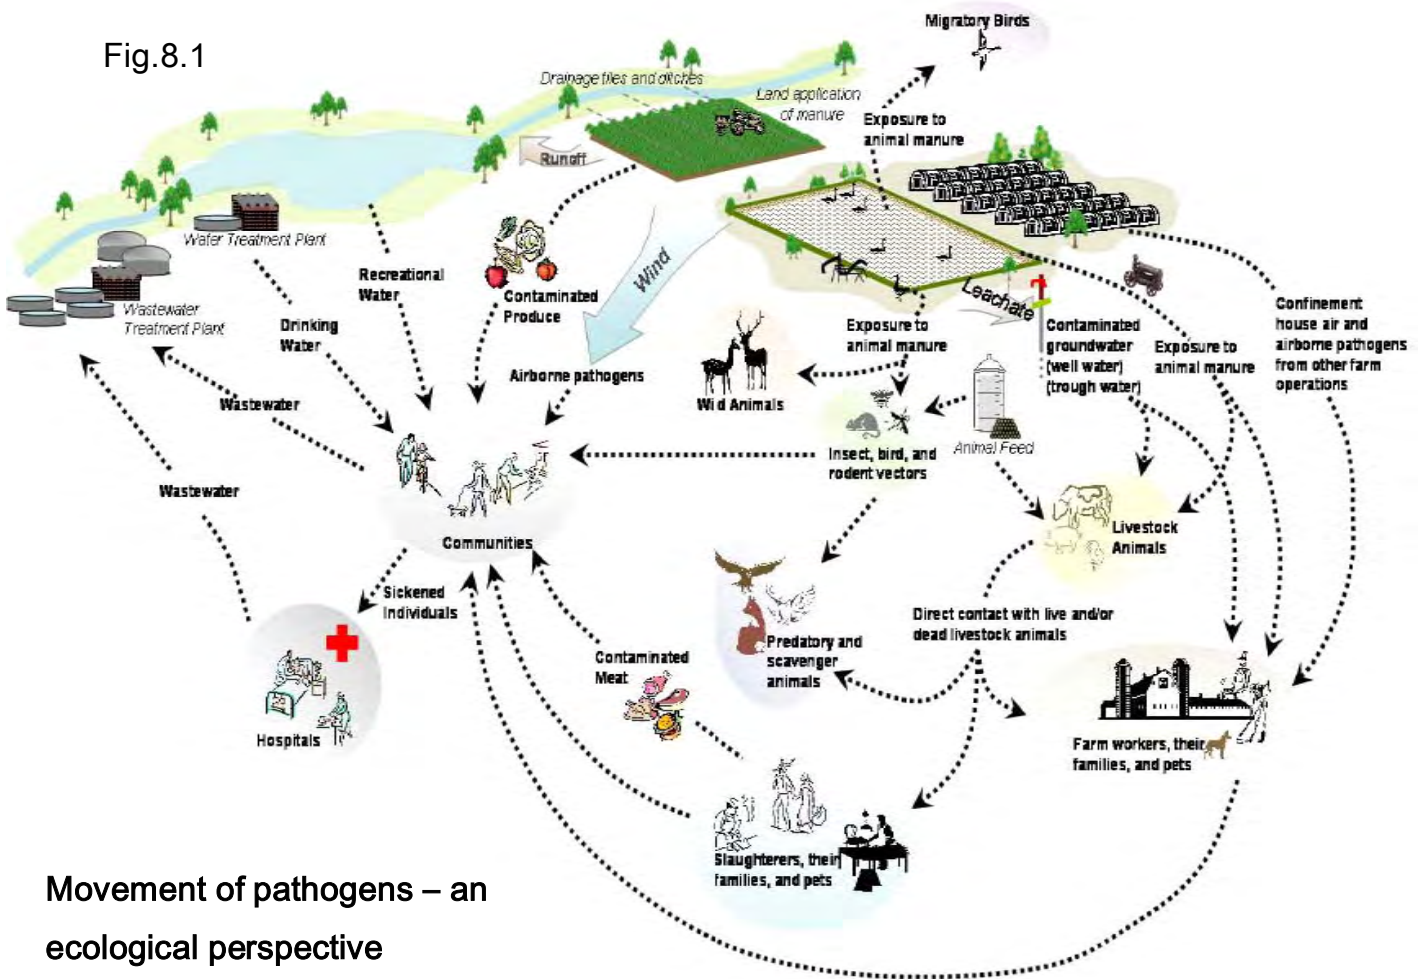 Fig.8.1
Migratory Birds
Drainage tiles and ditches
Land application
of manure
Exposure to
animal manure
Runoff
Water Treatment Plant
Recreational
Water
Contaminated
Produce
Wind
Leachate
Wastewater
Treatment Plant
Drinking
Water
Exposure to
animal manure
Contaminated
groundwater
(well water)
(trough water)
Exposure to
animal manure
Confinement
house air and
airborne pathogens
from other farm
operations
Airborne pathogens
Wastewater
Wild Animals
Insect, bird, and
rodent vectors
Animal Feed
Wastewater
Communities
Livestock
Animals
Sickened
Individuals
Direct contact with live and/or
dead livestock animals
Predatory and
scavenger
animals
Contaminated
Meat
Hospitals
Farm workers, their
families, and pets
Slaughterers, their
families, and pets
Movement of pathogens – an
ecological perspective